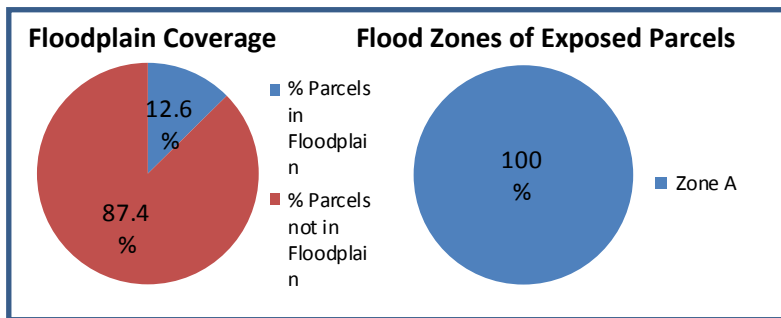 Floodplain Coverage
12.6
%
87.4
%
% Parcels
in
Floodplai
n
% Parcels
not in
Floodplai
n
Flood Zones of Exposed Parcels
100
%
Zone A